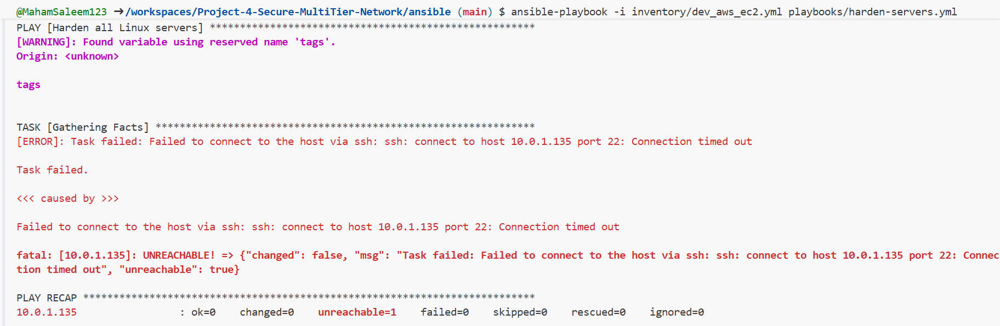 @MahamSaleem123 →/workspaces/Project-4-Secure-MultiTier-Network/ansible (main) $ ansible-playbook -i inventory/dev_aws_ec2.yml playbooks/harden-servers.yml
PLAY [Harden all Linux servers] ******************************************************
[WARNING]: Found variable using reserved name 'tags'.
Origin: <unknown>
tags
TASK [Gathering Facts] ***************************************************************
[ERROR]: Task failed: Failed to connect to the host via ssh: ssh: connect to host 10.0.1.135 port 22: Connection timed out
Task failed.
<<< caused by >>>
Failed to connect to the host via ssh: ssh: connect to host 10.0.1.135 port 22: Connection timed out
fatal: [10.0.1.135]: UNREACHABLE! => {"changed": false, "msg": "Task failed: Failed to connect to the host via ssh: ssh: connect to host 10.0.1.135 port 22: Connec
tion timed out", "unreachable": true}
PLAY RECAP ***************************************************************************
10.0.1.135                 : ok=0    changed=0    unreachable=1    failed=0    skipped=0    rescued=0    ignored=0